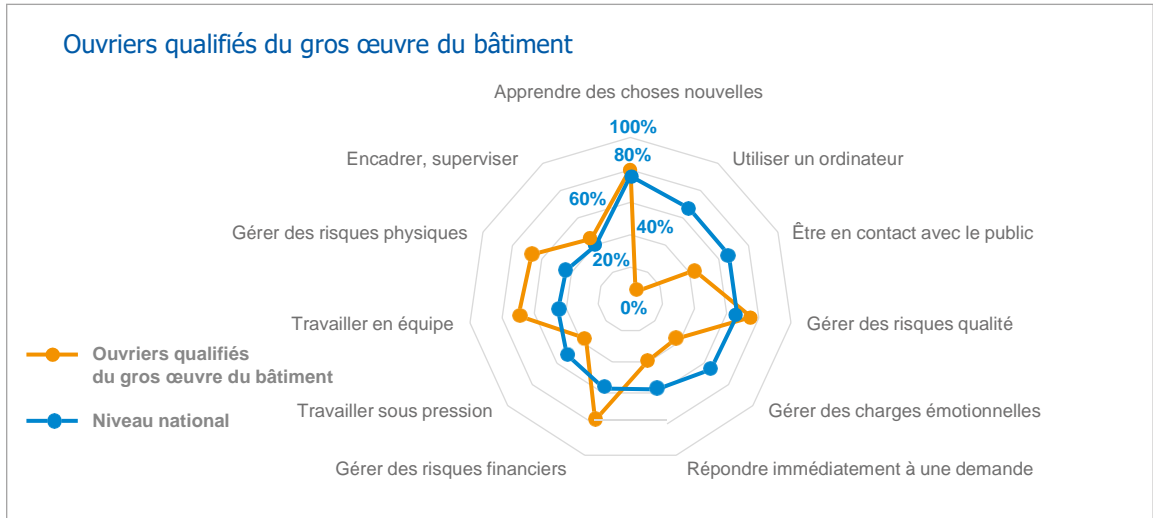 Ouvriers qualifiés du gros œuvre du bâtiment
Apprendre des choses nouvelles
100%
Encadrer, superviser
80%
Utiliser un ordinateur
60%
Gérer des risques physiques
40%
Être en contact avec le public
20%
0%
Travailler en équipe
Gérer des risques qualité
Ouvriers qualifiés
du gros œuvre du bâtiment
Travailler sous pression
Gérer des charges émotionnelles
Niveau national
Gérer des risques financiers
Répondre immédiatement à une demande